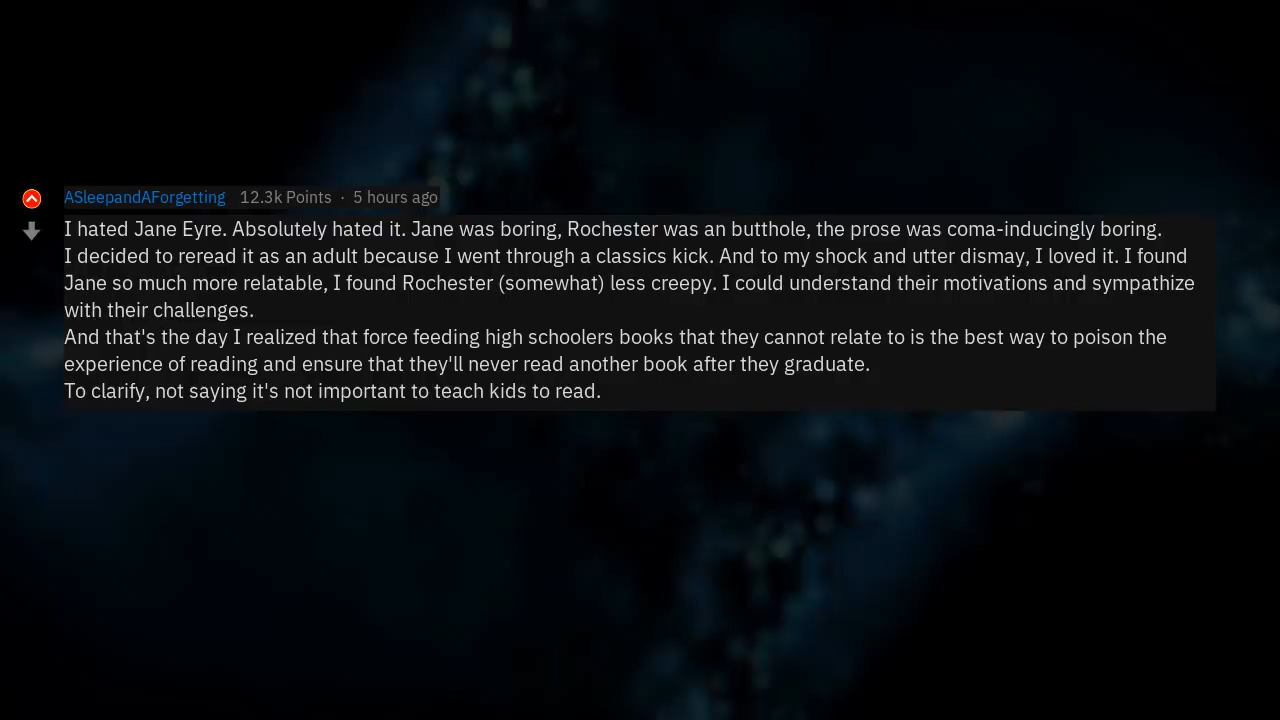 ASleepandAForgetting 12.3k Points · 5 hours ago
I hated Jane Eyre. Absolutely hated it. Jane was boring, Rochester was an butthole, the prose was coma-inducingly boring.
I decided to reread it as an adult because I went through a classics kick. And to my shock and utter dismay, I loved it. I found
Jane so much more relatable, I found Rochester (somewhat) less creepy. I could understand their motivations and sympathize
with their challenges.
And that's the day I realized that force feeding high schoolers books that they cannot relate to is the best way to poison the
experience of reading and ensure that they'll never read another book after they graduate.
To clarify, not saying it's not important to teach kids to read.